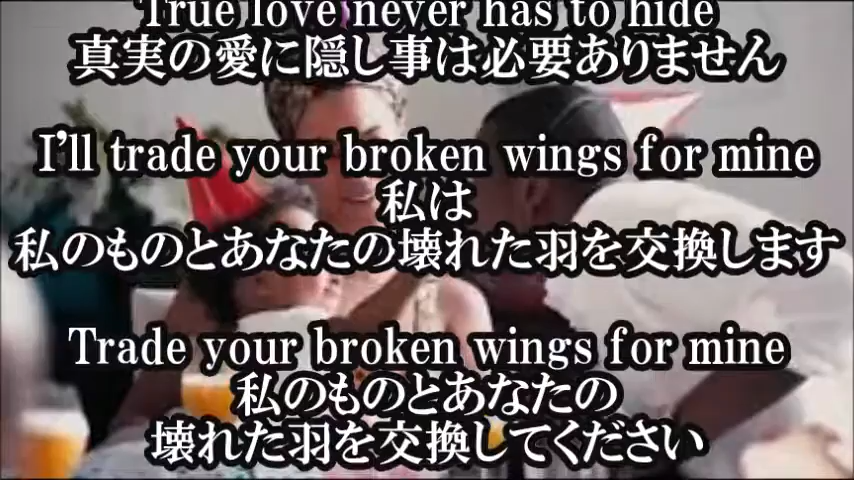 True love never has to hide
真実の愛に隠し事は必要ありません
I'll trade your broken wings for mine
私は
私のものとあなたの壊れた羽を交換します
Trade your broken wings for mine
私のものとあなたの
壊れた羽を交換してください